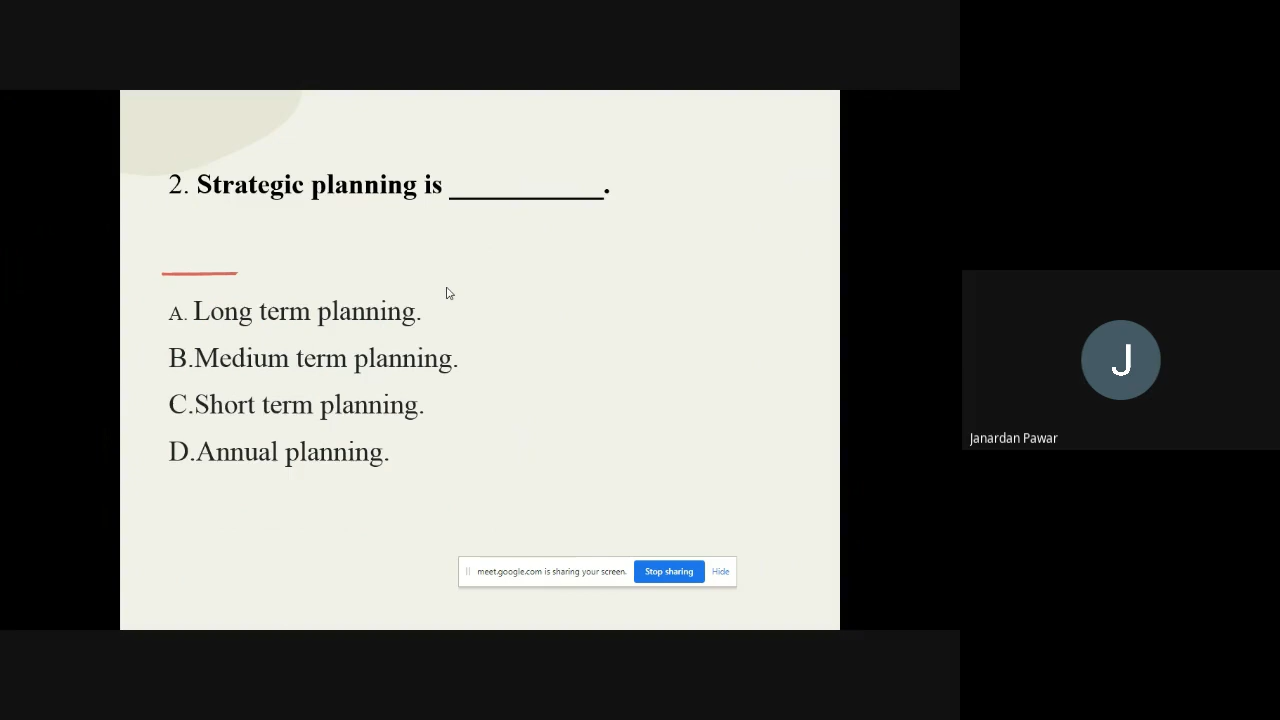 2. Strategic planning is ___________.
A. Long term planning.
B.Medium term planning.
C.Short term planning.
D.Annual planning.
meet.google.com is sharing your screen. Stop sharing Hide
J
Janardan Pawar